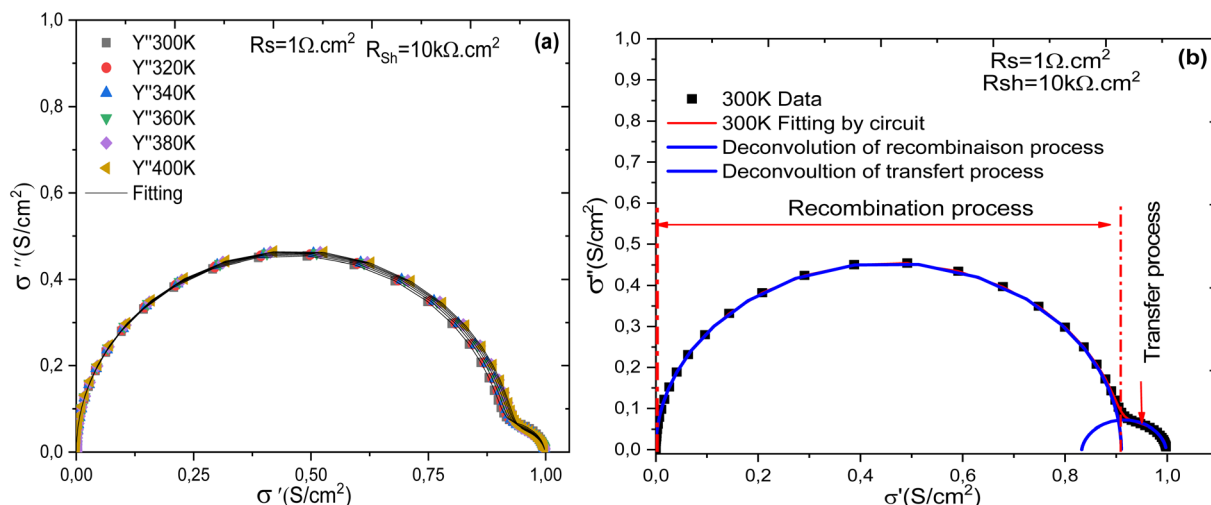 (a)
Rs=1Ω.cm²
R_Sh=10kΩ.cm²
Y''300K
Y''320K
Y''340K
Y''360K
Y''380K
Y''400K
Fitting
1,0
0,8
0,6
0,4
0,2
0,0
σ ''(S/cm²)
0,00 0,25 0,50 0,75 1,00
σ '(S/cm²)
(b)
Rs=1Ω.cm²
Rsh=10kΩ.cm²
300K Data
300K Fitting by circuit
Deconvolution of recombinaison process
Deconvoultion of transfert process
Recombination process
Transfer process
1,0
0,9
0,8
0,7
0,6
0,5
0,4
0,3
0,2
0,1
0,0
σ''(S/cm²)
0,0 0,2 0,4 0,6 0,8 1,0
σ'(S/cm²)